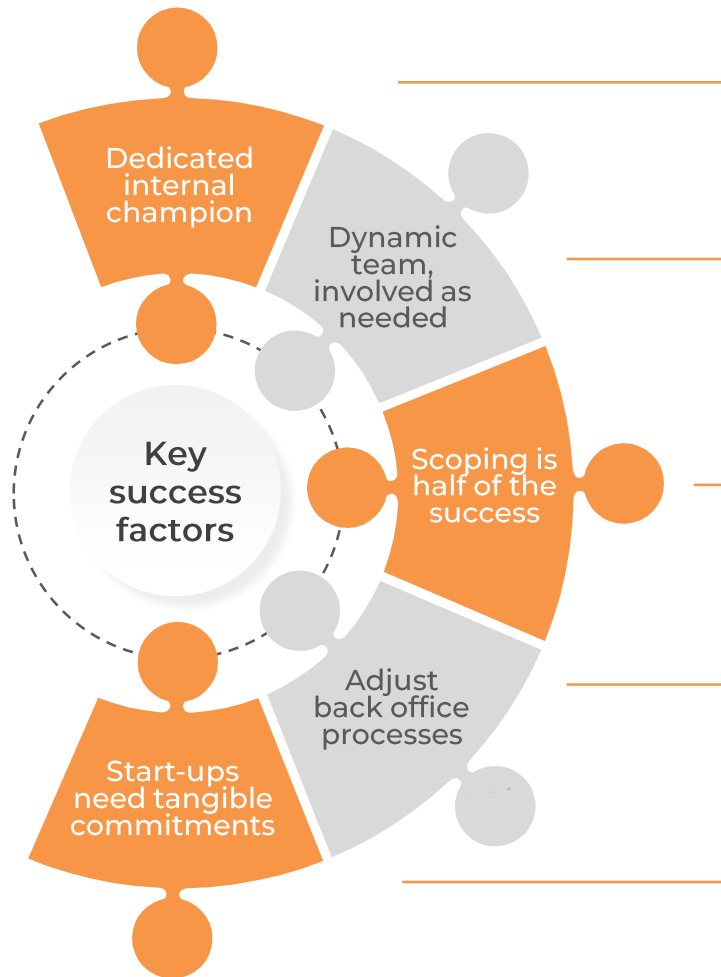 Dedicated
internal
champion
Dynamic
team,
involved as
needed
Key
success
factors
Scoping is
half of the
success
Adjust
back office
processes
Start-ups
need tangible
commitments